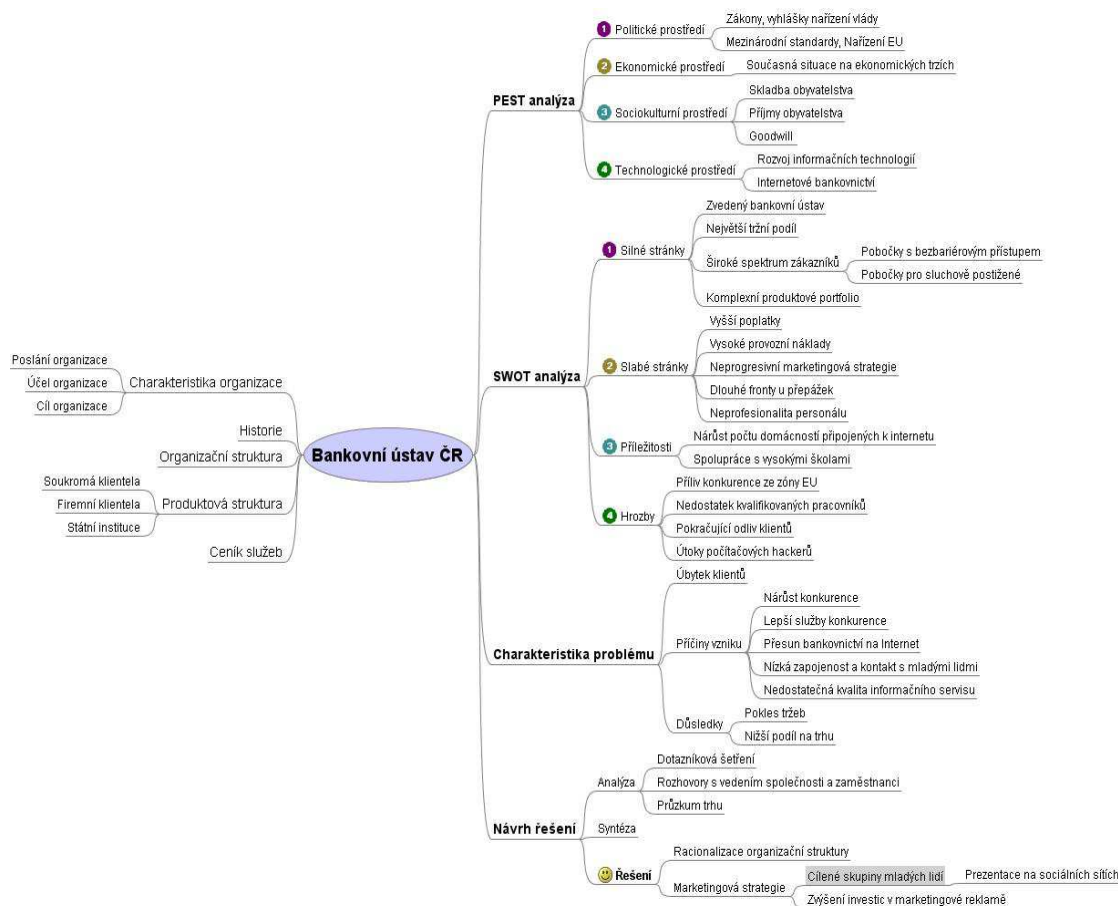 Bankovní ústav ČR
Charakteristika organizace
Poslání organizace
Účel organizace
Cíl organizace
Historie
Organizační struktura
Produktová struktura
Soukromá klientela
Firemní klientela
Státní instituce
Ceník služeb
PEST analýza
1 Politické prostředí
Zákony, vyhlášky nařízení vlády
Mezinárodní standardy, Nařízení EU
2 Ekonomické prostředí
Současná situace na ekonomických trzích
3 Sociokulturní prostředí
Skladba obyvatelstva
Příjmy obyvatelstva
Goodwill
4 Technologické prostředí
Rozvoj informačních technologií
Internetové bankovnictví
SWOT analýza
1 Silné stránky
Zvedený bankovní ústav
Největší tržní podíl
Široké spektrum zákazníků
Pobočky s bezbariérovým přístupem
Pobočky pro sluchově postižené
Komplexní produktové portfolio
2 Slabé stránky
Vyšší poplatky
Vysoké provozní náklady
Neprogresivní marketingová strategie
Dlouhé fronty u přepážek
Neprofesionalita personálu
3 Příležitosti
Nárůst počtu domácností připojených k internetu
Spolupráce s vysokými školami
4 Hrozby
Příliv konkurence ze zóny EU
Nedostatek kvalifikovaných pracovníků
Pokračující odliv klientů
Útoky počítačových hackerů
Charakteristika problému
Úbytek klientů
Příčiny vzniku
Nárůst konkurence
Lepší služby konkurence
Přesun bankovnictví na Internet
Nízká zapojenost a kontakt s mladými lidmi
Nedostatečná kvalita informačního servisu
Důsledky
Pokles tržeb
Nižší podíl na trhu
Návrh řešení
Analýza
Dotazníková šetření
Rozhovory s vedením společnosti a zaměstnanci
Průzkum trhu
Syntéza
Řešení
Racionalizace organizační struktury
Marketingová strategie
Cílené skupiny mladých lidí
Prezentace na sociálních sítích
Zvýšení investic v marketingové reklamě